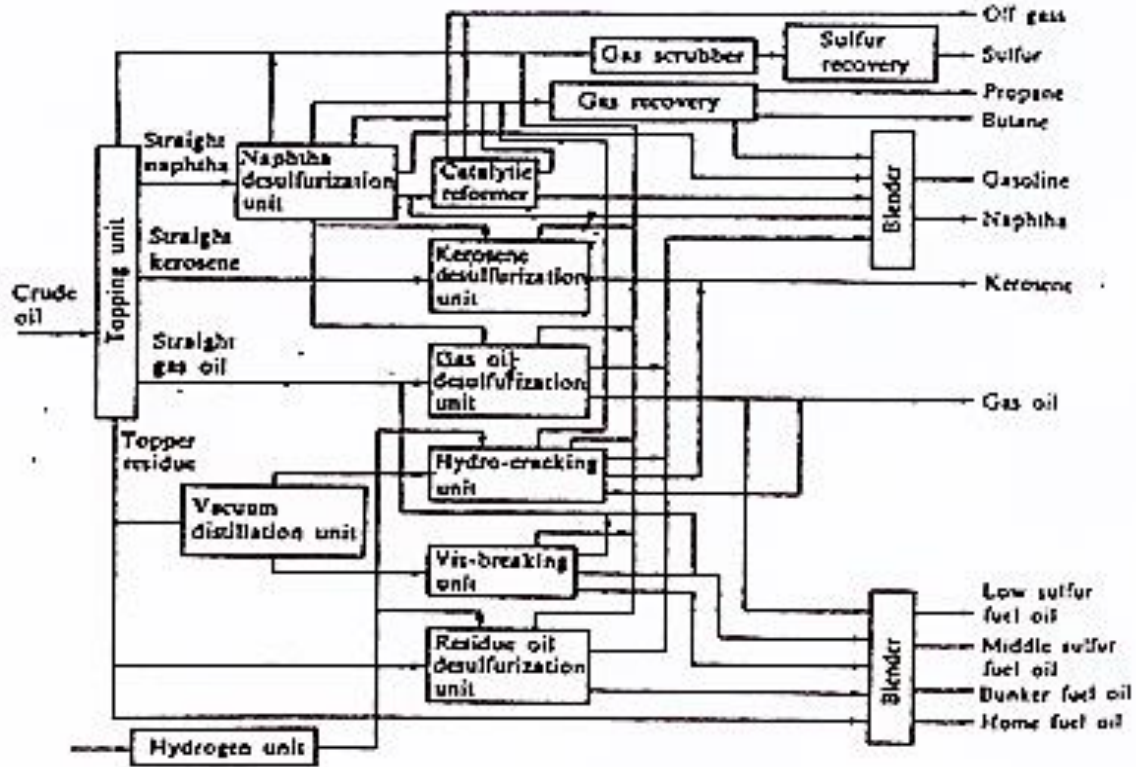 Off gass
Gas scrubber
Sulfur
recovery
Sulfur
Gas recovery
Propane
Butane
Straight
naphtha
Naphtha
desulfurization
unit
Catalytic
reformer
Blender
Gasoline
Naphtha
Straight
kerosene
Kerosene
desulfurization
unit
Kerosene
Crude
oil
Topping unit
Straight
gas oil
Gas oil
desulfurization
unit
Gas oil
Topper
residue
Hydro-cracking
unit
Vacuum
distillation unit
Vis-breaking
unit
Residue oil
desulfurization
unit
Blender
Low sulfur
fuel oil
Middle sulfur
fuel oil
Bunker fuel oil
Home fuel oil
Hydrogen unit